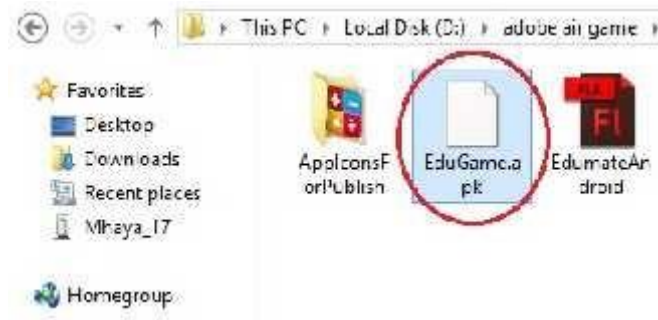 This PC Local Disk (D:) adobe air game
Favorites
Desktop
Downloads
Recent places
Mhaya_17
Homegroup
AppIconsF
orPublish
EduGame.a
pk
EdumateAn
droid
Fl